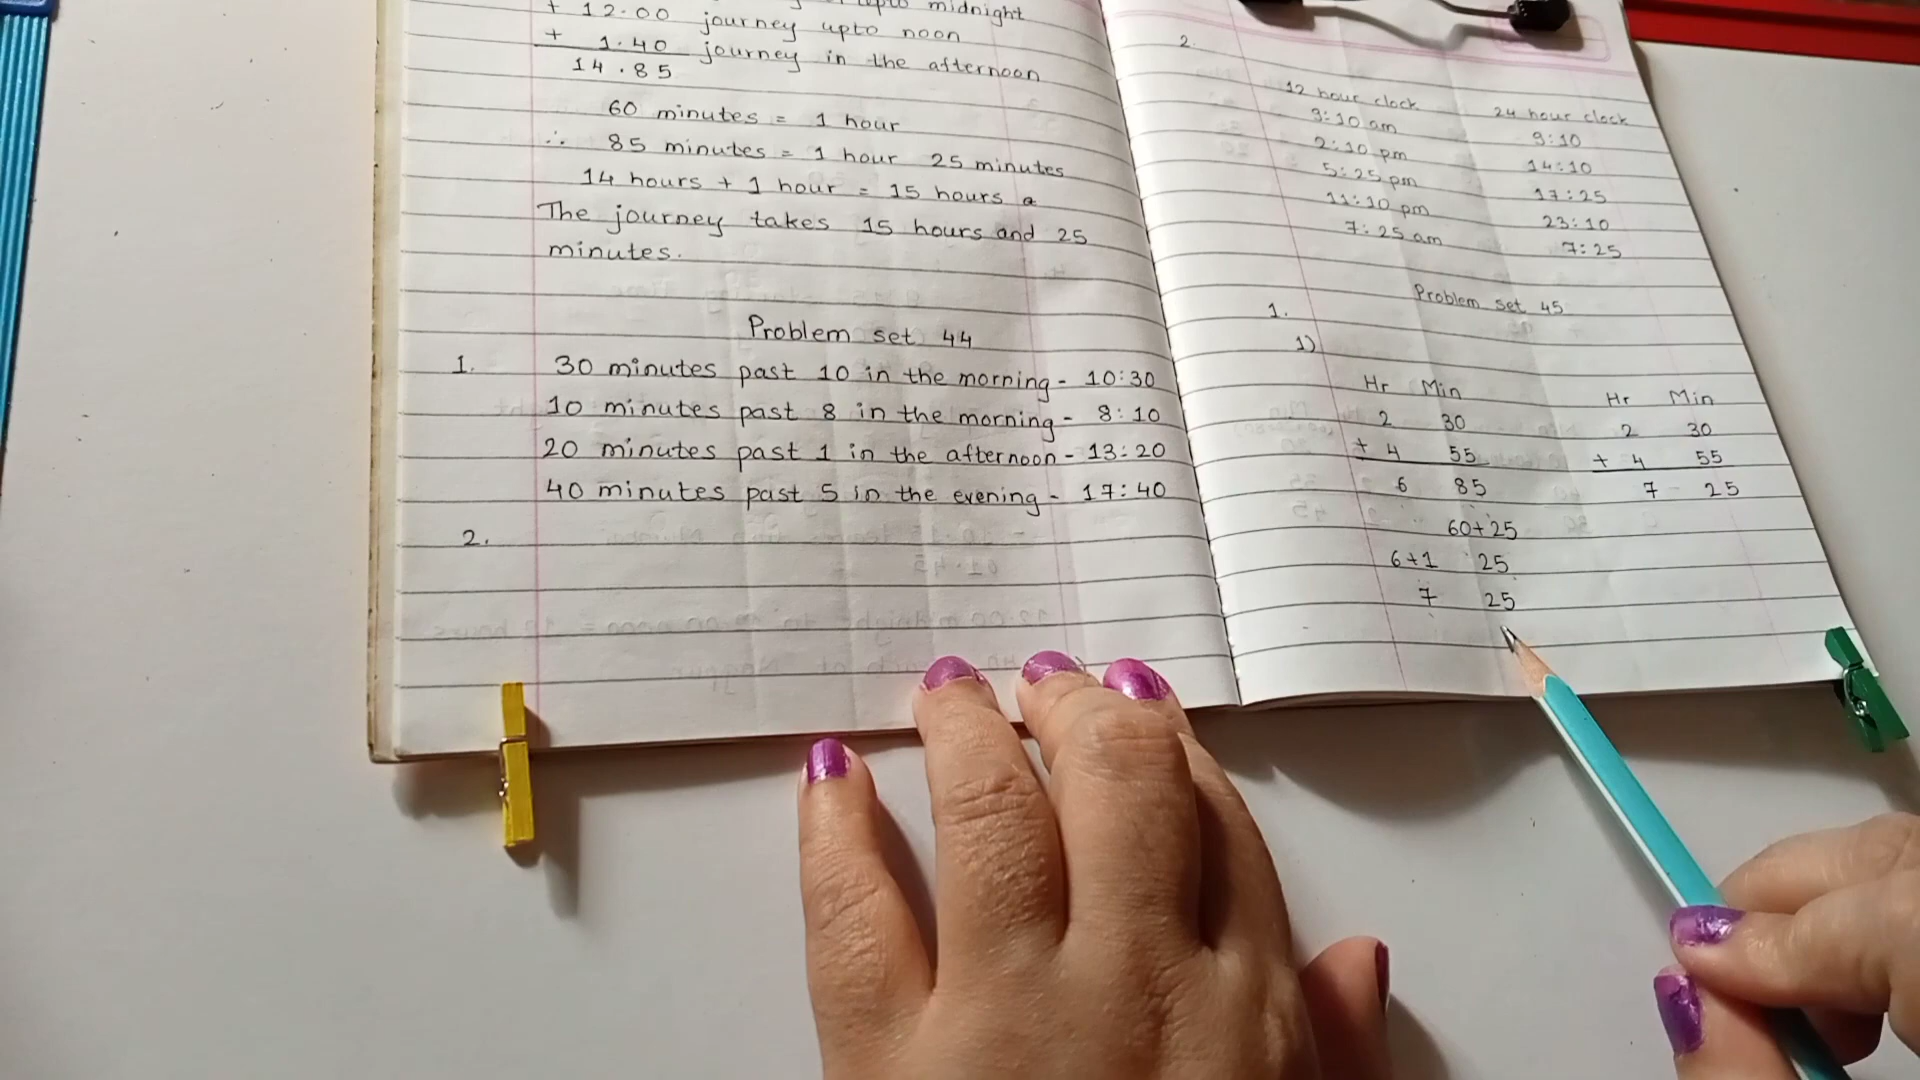 upto midnight
+ 12.00 journey upto noon
+ 1.40 journey in the afternoon
14.85
60 minutes = 1 hour
∴ 85 minutes = 1 hour 25 minutes
14 hours + 1 hour = 15 hours a
The journey takes 15 hours and 25
minutes.
Problem set 44
1. 30 minutes past 10 in the morning - 10:30
10 minutes past 8 in the morning - 8:10
20 minutes past 1 in the afternoon - 13:20
40 minutes past 5 in the evening - 17:40
2.
2.
12 hour clock 24 hour clock
9:10 am 9:10
2:10 pm 14:10
5:25 pm 17:25
11:10 pm 23:10
7:25 am 7:25
Problem set 45
1.
1)
Hr Min Hr Min
2 30 2 30
+ 4 55 + 4 55
6 85 7 25
60+25
6+1 25
7 25